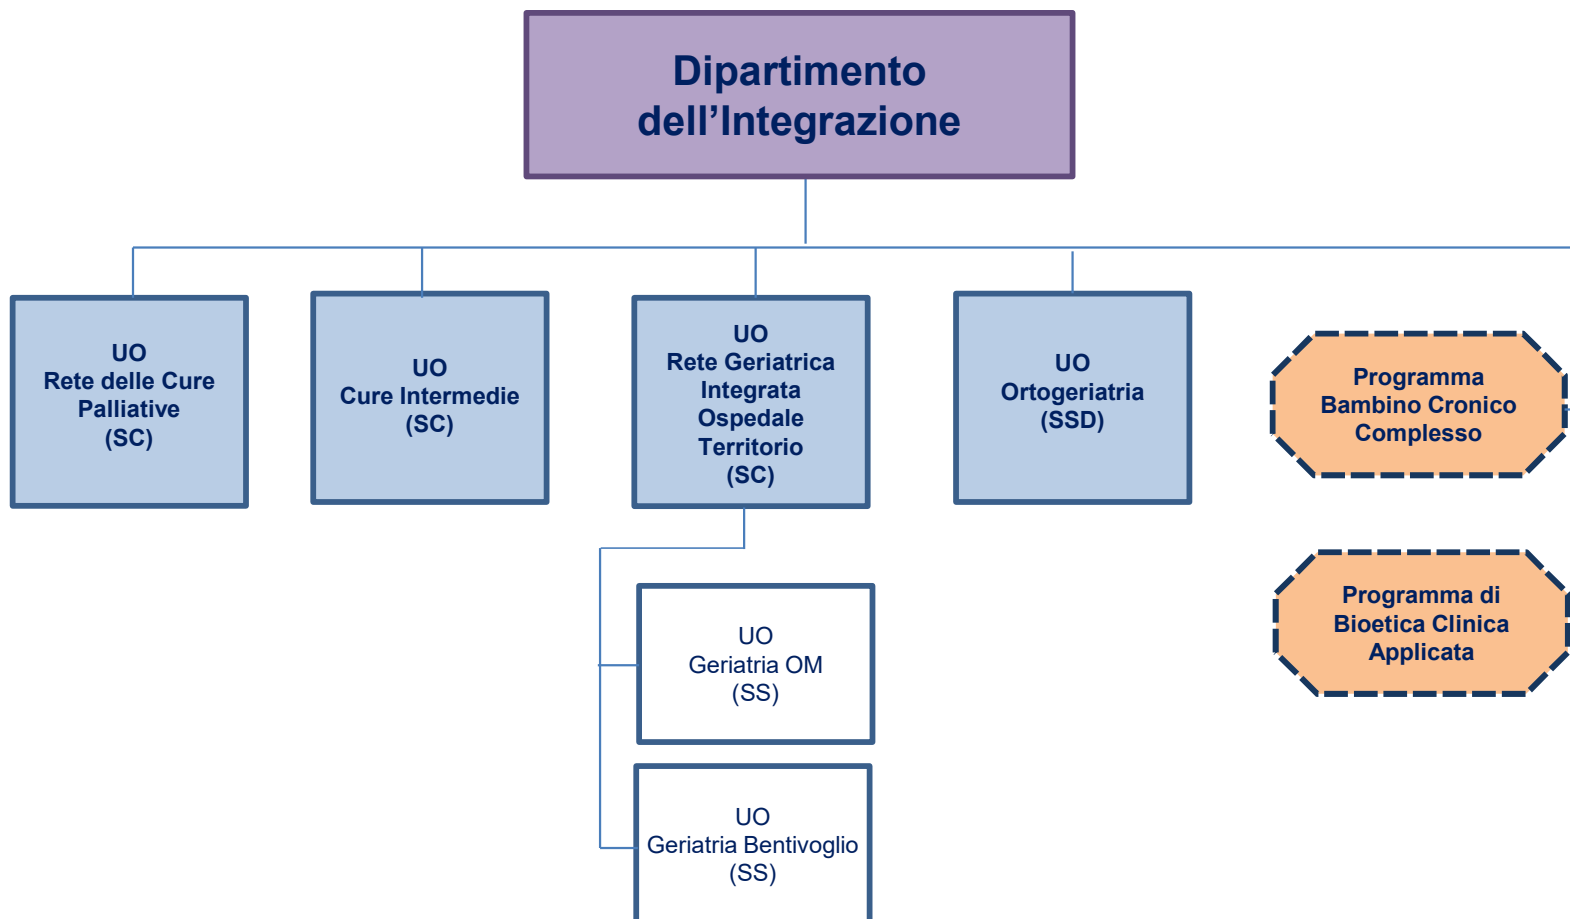 Dipartimento
dell’Integrazione
UO
Rete delle Cure
Palliative
(SC)
UO
Cure Intermedie
(SC)
UO
Rete Geriatrica
Integrata
Ospedale
Territorio
(SC)
UO
Ortogeriatria
(SSD)
Programma
Bambino Cronico
Complesso
Programma di
Bioetica Clinica
Applicata
UO
Geriatria OM
(SS)
UO
Geriatria Bentivoglio
(SS)